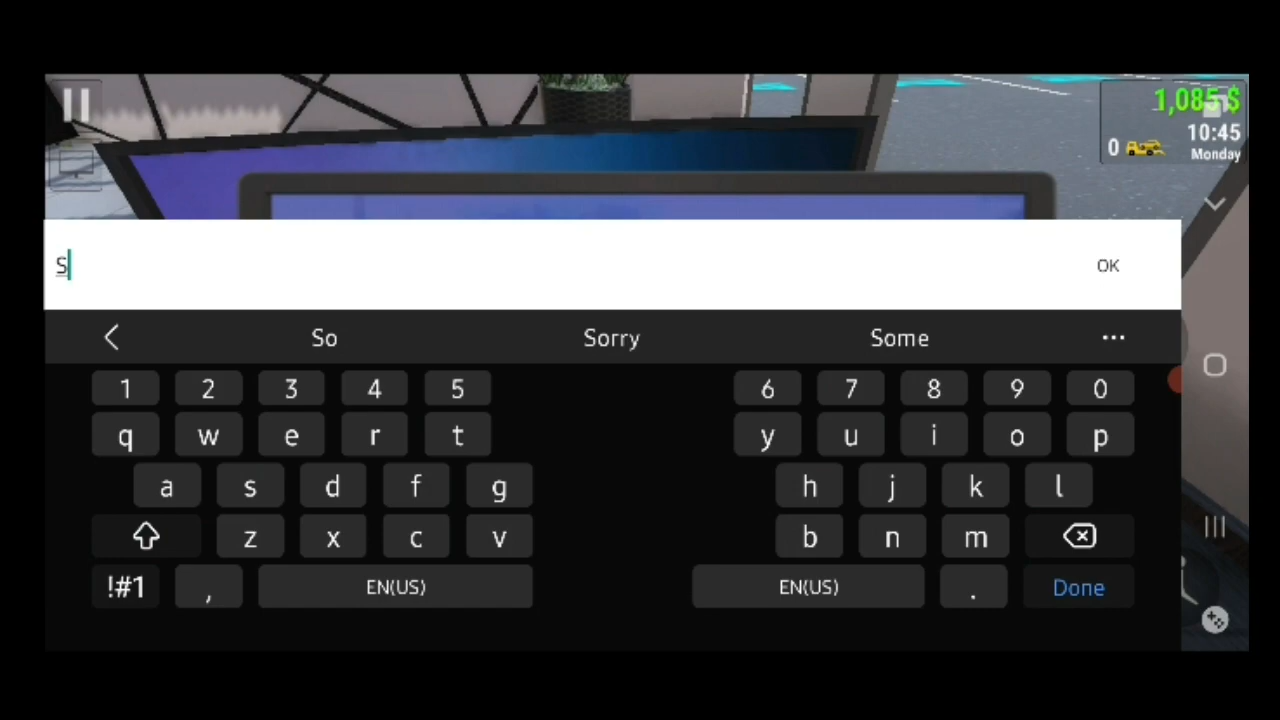 1,085 $
10:45
0
Monday
S
OK
So Sorry Some ...
1 2 3 4 5 6 7 8 9 0
q w e r t y u i o p
a s d f g h j k l
z x c v b n m
!#1 , EN(US) EN(US) . Done